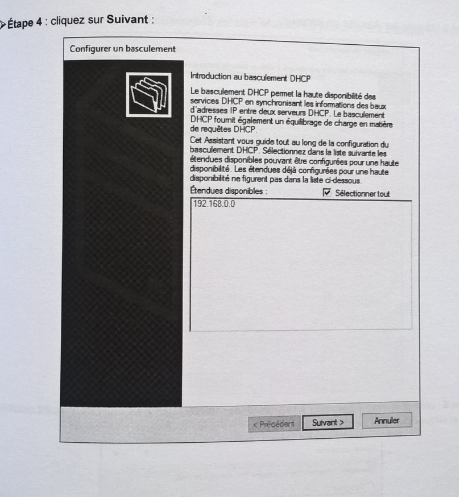 Étape 4 : cliquez sur Suivant :
Configurer un basculement
Introduction au basculement DHCP
Le basculement DHCP permet la haute disponibilité des
services DHCP en synchronisant les informations des baux
d'adresses IP entre deux serveurs DHCP. Le basculement
DHCP fournit également un équilibrage de charge en matière
de requêtes DHCP.
Cet Assistant vous guide tout au long de la configuration du
basculement DHCP. Sélectionnez dans la liste suivante les
étendues disponibles pouvant être configurées pour une haute
disponibilité. Les étendues déjà configurées pour une haute
disponibilité ne figurent pas dans la liste ci-dessous.
Étendues disponibles : Sélectionner tout
192.168.0.0
< Précédent Suivant > Annuler